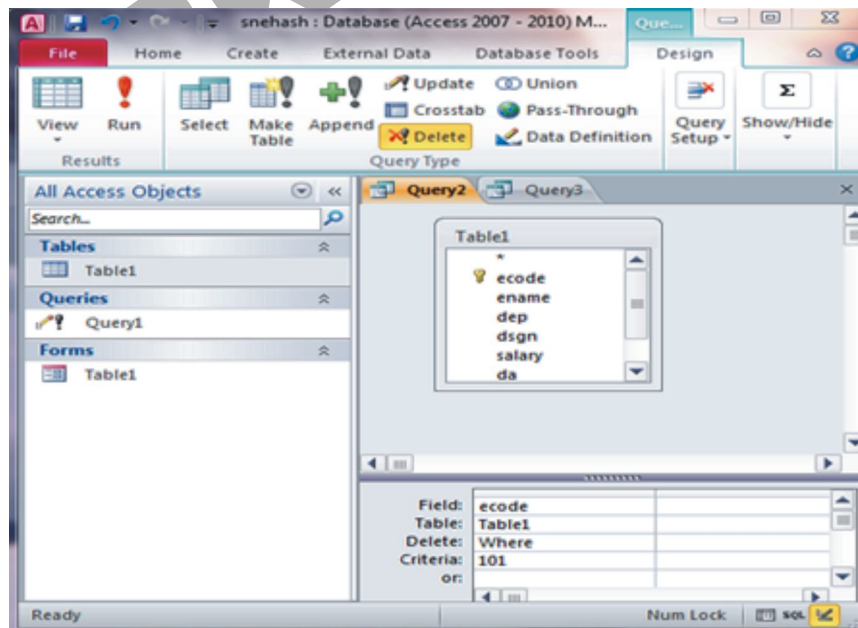 snehash : Database (Access 2007 - 2010) M...
Que...
File Home Create External Data Database Tools Design
View Run Select Make Table Append
Update Union
Crosstab Pass-Through
Delete Data Definition
Query Setup
Show/Hide
Results Query Type
All Access Objects
Search...
Tables
Table1
Queries
Query1
Forms
Table1
Query2 Query3
Table1
*
ecode
ename
dep
dsgn
salary
da
Field: ecode
Table: Table1
Delete: Where
Criteria: 101
or:
Ready Num Lock SQL